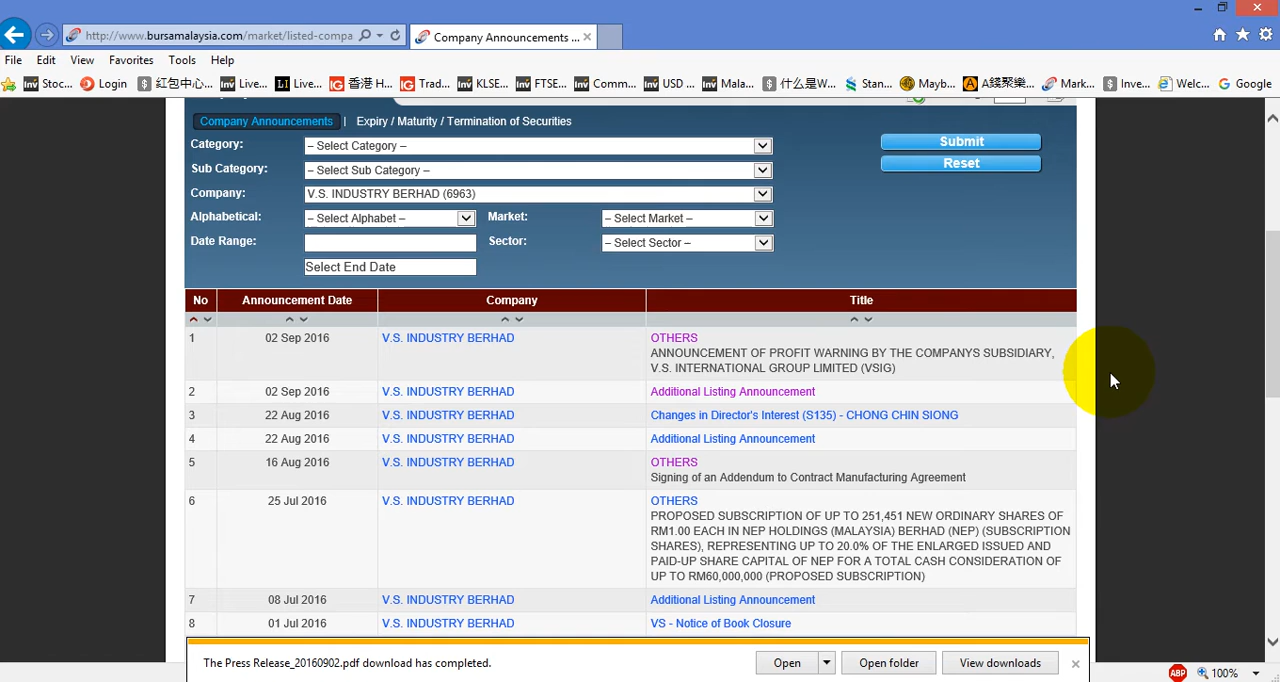 http://www.bursamalaysia.com/market/listed-compa
Company Announcements ...
File Edit View Favorites Tools Help
Stoc... Login 红包中心... Live... Live... 香港 H... Trad... KLSE... FTSE... Comm... USD ... Mala... 什么是W... Stan... Mayb... A錢聚樂... Mark... Inve... Welc... Google
Company Announcements | Expiry / Maturity / Termination of Securities
Category: – Select Category – Submit
Sub Category: – Select Sub Category – Reset
Company: V.S. INDUSTRY BERHAD (6963)
Alphabetical: – Select Alphabet – Market: – Select Market –
Date Range: Sector: – Select Sector –
Select End Date
No Announcement Date Company Title
1 02 Sep 2016 V.S. INDUSTRY BERHAD OTHERS
ANNOUNCEMENT OF PROFIT WARNING BY THE COMPANYS SUBSIDIARY,
V.S. INTERNATIONAL GROUP LIMITED (VSIG)
2 02 Sep 2016 V.S. INDUSTRY BERHAD Additional Listing Announcement
3 22 Aug 2016 V.S. INDUSTRY BERHAD Changes in Director's Interest (S135) - CHONG CHIN SIONG
4 22 Aug 2016 V.S. INDUSTRY BERHAD Additional Listing Announcement
5 16 Aug 2016 V.S. INDUSTRY BERHAD OTHERS
Signing of an Addendum to Contract Manufacturing Agreement
6 25 Jul 2016 V.S. INDUSTRY BERHAD OTHERS
PROPOSED SUBSCRIPTION OF UP TO 251,451 NEW ORDINARY SHARES OF
RM1.00 EACH IN NEP HOLDINGS (MALAYSIA) BERHAD (NEP) (SUBSCRIPTION
SHARES), REPRESENTING UP TO 20.0% OF THE ENLARGED ISSUED AND
PAID-UP SHARE CAPITAL OF NEP FOR A TOTAL CASH CONSIDERATION OF
UP TO RM60,000,000 (PROPOSED SUBSCRIPTION)
7 08 Jul 2016 V.S. INDUSTRY BERHAD Additional Listing Announcement
8 01 Jul 2016 V.S. INDUSTRY BERHAD VS - Notice of Book Closure
The Press Release_20160902.pdf download has completed. Open Open folder View downloads
ABP 100%